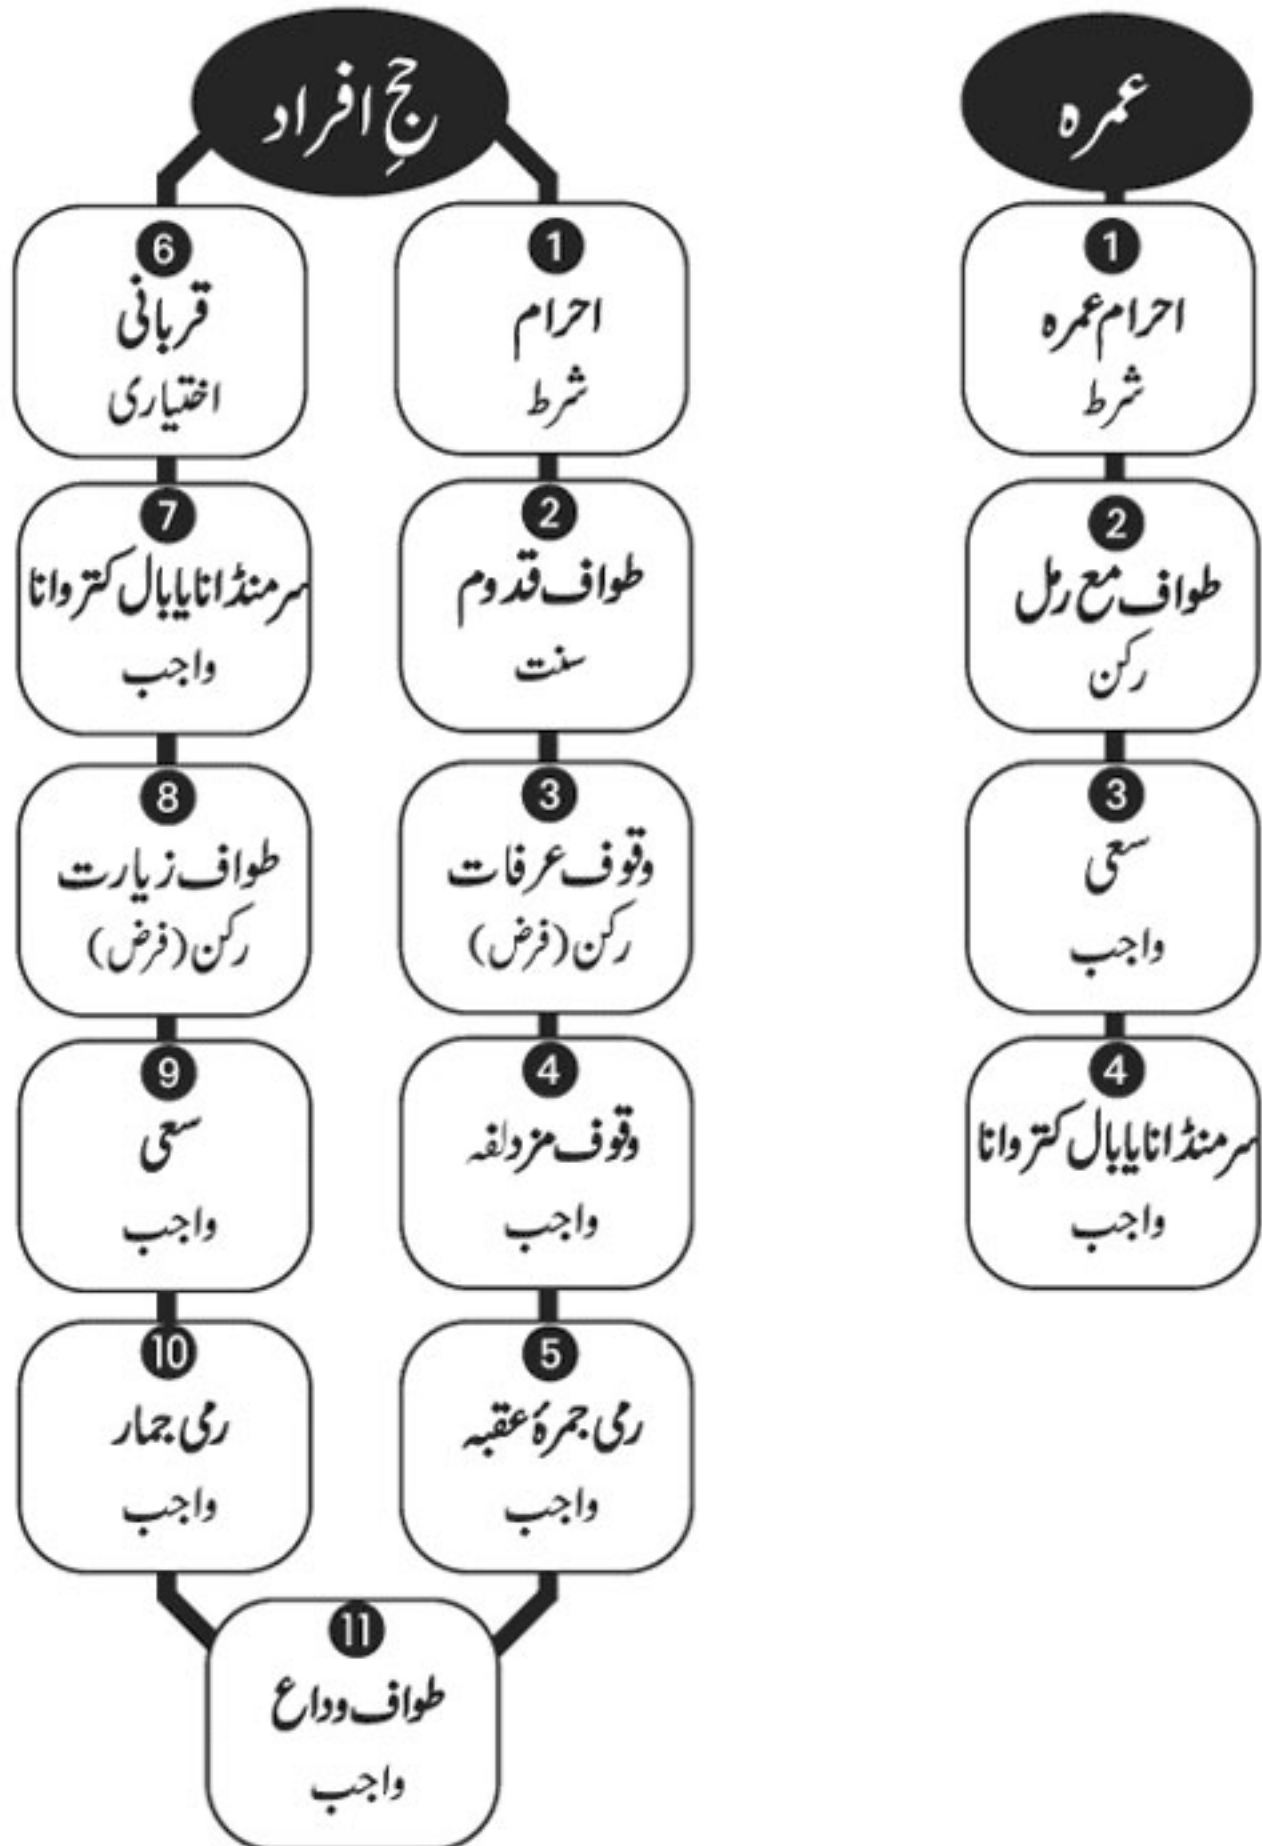 عمرہ
1
احرام عمرہ
شرط
2
طواف مع رمل
رکن
3
سعی
واجب
4
سر منڈانا یا بال کتروانا
واجب
حجِ افراد
1
احرام
شرط
2
طواف قدوم
سنت
3
وقوف عرفات
رکن (فرض)
4
وقوف مزدلفہ
واجب
5
رمی جمرۂ عقبہ
واجب
6
قربانی
اختیاری
7
سر منڈانا یا بال کتروانا
واجب
8
طواف زیارت
رکن (فرض)
9
سعی
واجب
10
رمی جمار
واجب
11
طواف وداع
واجب